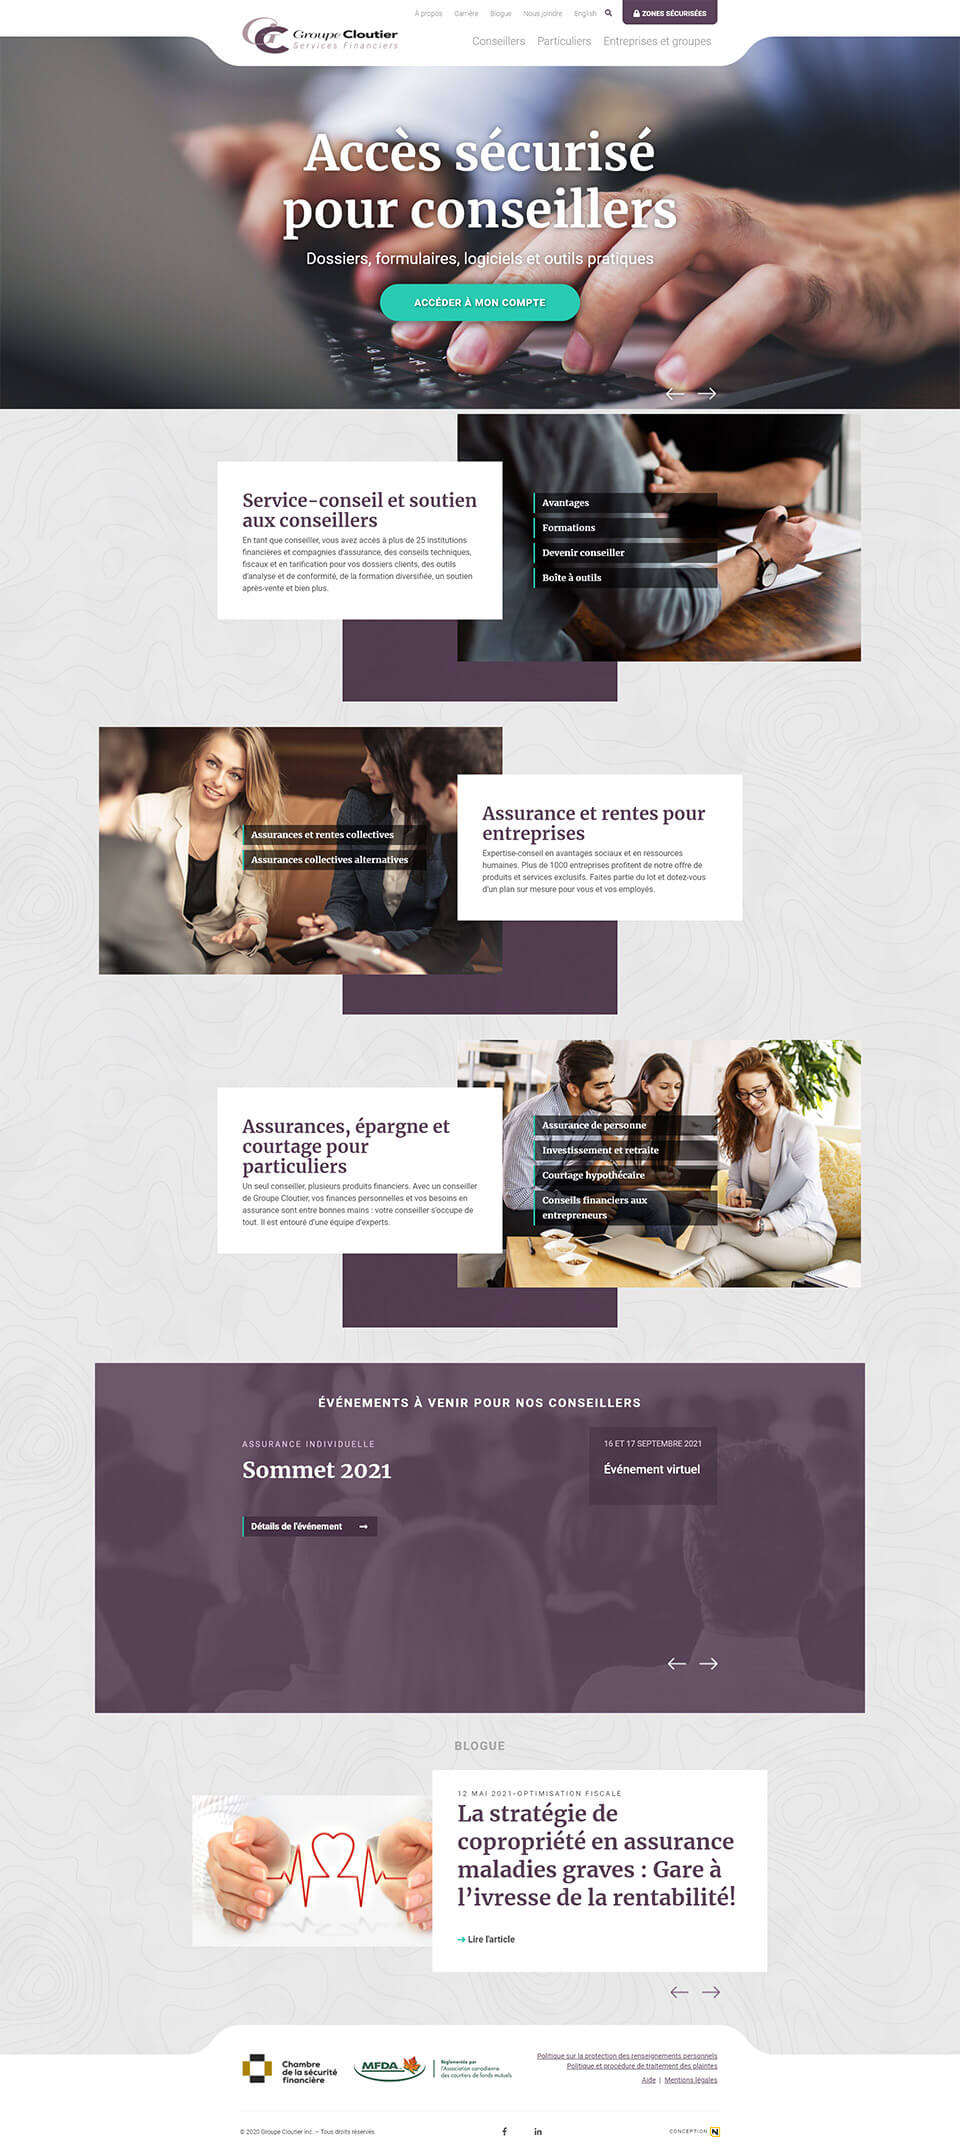 À propos Carrière Blogue Nous joindre English ZONES SÉCURISÉES
Groupe Cloutier
Services Financiers
Conseillers Particuliers Entreprises et groupes
Accès sécurisé
pour conseillers
Dossiers, formulaires, logiciels et outils pratiques
ACCÉDER À MON COMPTE
Service-conseil et soutien
aux conseillers
En tant que conseiller, vous avez accès à plus de 25 institutions
financières et compagnies d'assurance, des conseils techniques,
fiscaux et en tarification pour vos dossiers clients, des outils
d'analyse et de conformité, de la formation diversifiée, un soutien
après-vente et bien plus.
Avantages
Formations
Devenir conseiller
Boîte à outils
Assurances et rentes collectives
Assurances collectives alternatives
Assurance et rentes pour
entreprises
Expertise-conseil en avantages sociaux et en ressources
humaines. Plus de 1000 entreprises profitent de notre offre de
produits et services exclusifs. Faites partie du lot et dotez-vous
d'un plan sur mesure pour vous et vos employés.
Assurances, épargne et
courtage pour
particuliers
Un seul conseiller, plusieurs produits financiers. Avec un conseiller
de Groupe Cloutier, vos finances personnelles et vos besoins en
assurance sont entre bonnes mains : votre conseiller s'occupe de
tout. Il est entouré d'une équipe d'experts.
Assurance de personne
Investissement et retraite
Courtage hypothécaire
Conseils financiers aux
entrepreneurs
ÉVÉNEMENTS À VENIR POUR NOS CONSEILLERS
ASSURANCE INDIVIDUELLE
Sommet 2021
16 ET 17 SEPTEMBRE 2021
Événement virtuel
Détails de l'événement
BLOGUE
12 MAI 2021-OPTIMISATION FISCALE
La stratégie de
copropriété en assurance
maladies graves : Gare à
l'ivresse de la rentabilité!
Lire l'article
Chambre
de la sécurité
financière
MFDA
Réglementée par
l'Association canadienne
des courtiers de fonds mutuels
Politique sur la protection des renseignements personnels
Politique et procédure de traitement des plaintes
Aide | Mentions légales
© 2020 Groupe Cloutier inc. – Tous droits réservés
CONCEPTION N